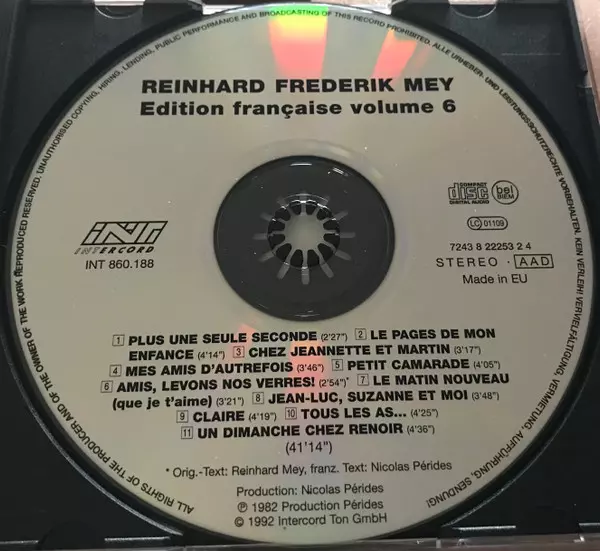 REINHARD FREDERIK MEY
Edition française volume 6
INTERCORD
INT 860.188
COMPACT
disc
DIGITAL AUDIO
bel
BIEM
LC 01109
7243 8 22253 2 4
STEREO · AAD
Made in EU
1 PLUS UNE SEULE SECONDE (2'27") 2 LE PAGES DE MON
ENFANCE (4'14") 3 CHEZ JEANNETTE ET MARTIN (3'17")
4 MES AMIS D'AUTREFOIS (3'46) 5 PETIT CAMARADE (4'05")
6 AMIS, LEVONS NOS VERRES! (2'54")* 7 LE MATIN NOUVEAU
(que je t'aime) (3'21") 8 JEAN-LUC, SUZANNE ET MOI (3'48")
9 CLAIRE (4'19") 10 TOUS LES AS... (4'25")
11 UN DIMANCHE CHEZ RENOIR (4'36")
(41'14")
* Orig.-Text: Reinhard Mey, franz. Text: Nicolas Pérides
Production: Nicolas Pérides
℗ 1982 Production Pérides
© 1992 Intercord Ton GmbH
ALL RIGHTS OF THE PRODUCER AND OF THE OWNER OF THE WORK REPRODUCED RESERVED. UNAUTHORISED COPYING, HIRING, LENDING, PUBLIC PERFORMANCE AND BROADCASTING OF THIS RECORD PROHIBITED. ALLE URHEBER- UND LEISTUNGSSCHUTZRECHTE VORBEHALTEN. KEIN VERLEIH! VERVIELFÄLTIGUNG, VERMIETUNG, AUFFÜHRUNG, SENDUNG!